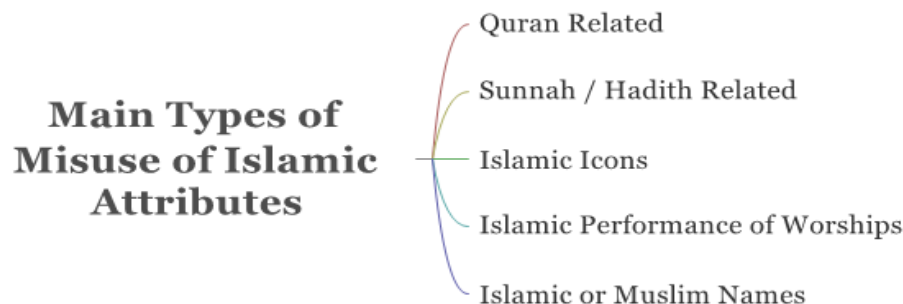 Main Types of
Misuse of Islamic
Attributes
Quran Related
Sunnah / Hadith Related
Islamic Icons
Islamic Performance of Worships
Islamic or Muslim Names